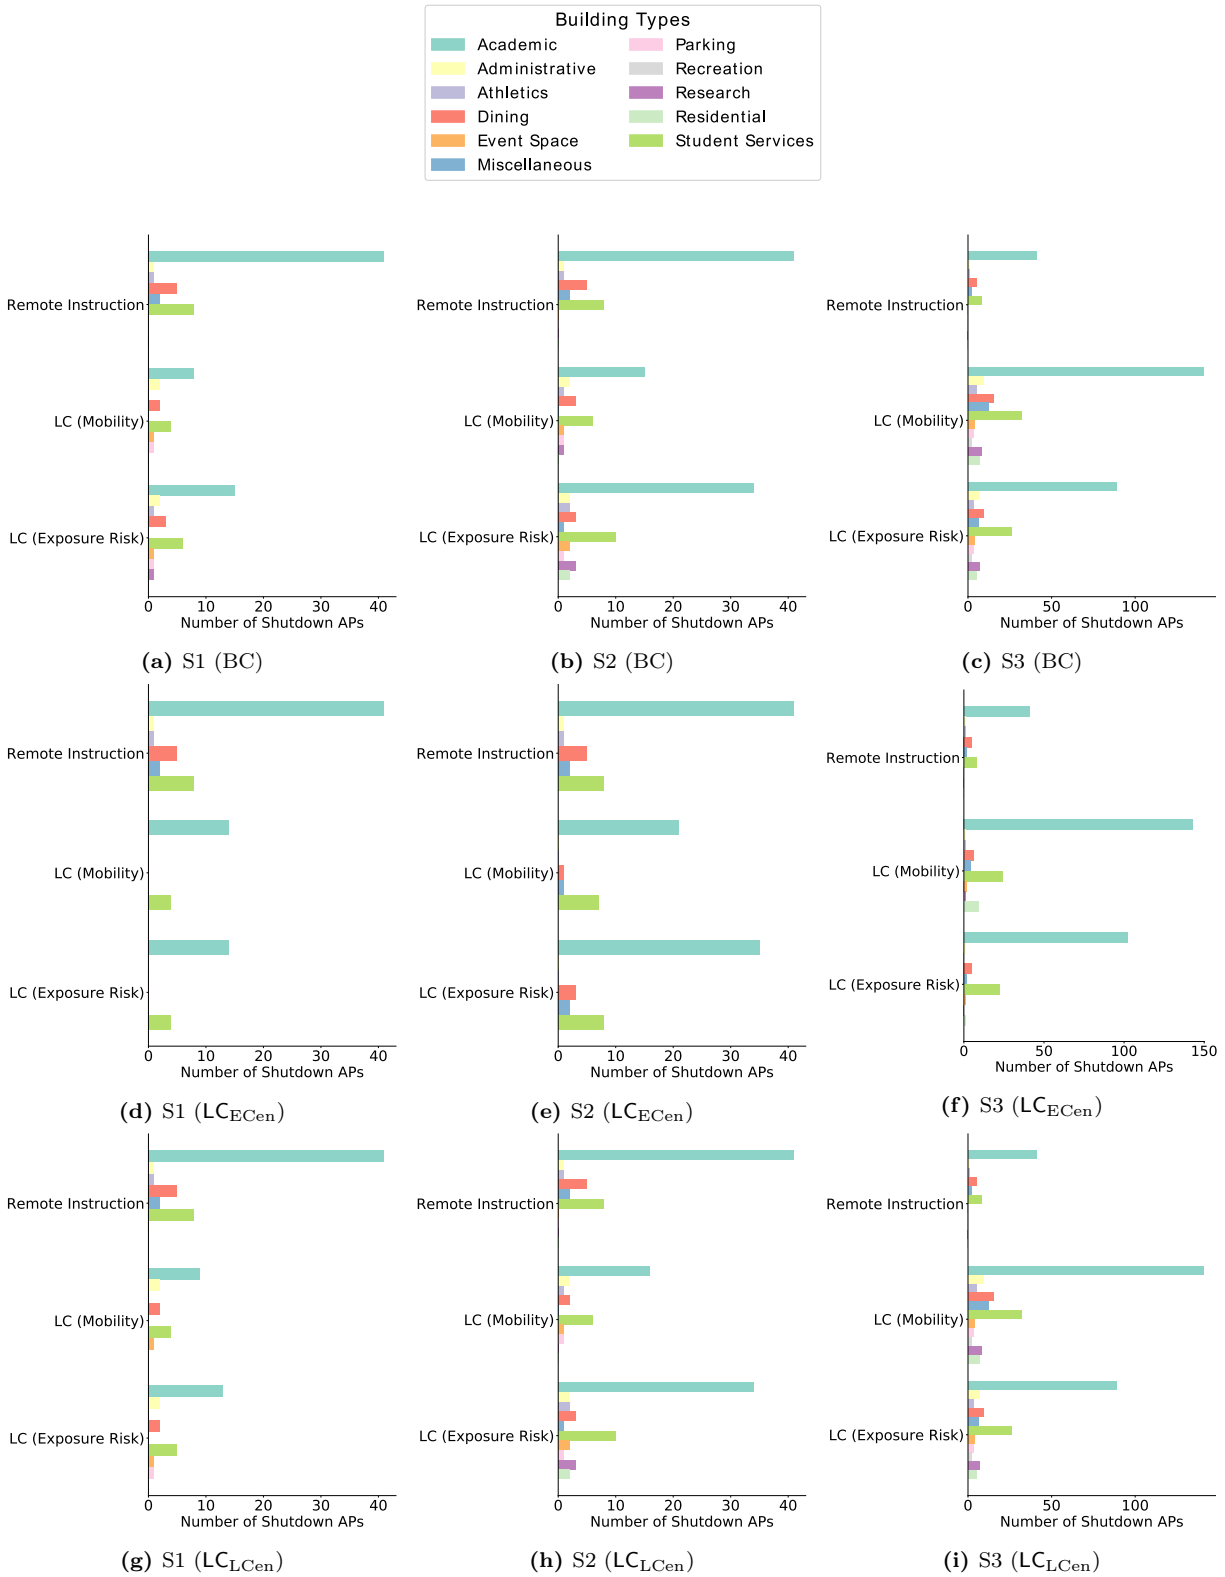 Building Types
Academic
Administrative
Athletics
Dining
Event Space
Miscellaneous
Parking
Recreation
Research
Residential
Student Services
Remote Instruction
LC (Mobility)
LC (Exposure Risk)
0 10 20 30 40
Number of Shutdown APs
(a) S1 (BC)
Remote Instruction
LC (Mobility)
LC (Exposure Risk)
0 10 20 30 40
Number of Shutdown APs
(b) S2 (BC)
Remote Instruction
LC (Mobility)
LC (Exposure Risk)
0 50 100
Number of Shutdown APs
(c) S3 (BC)
Remote Instruction
LC (Mobility)
LC (Exposure Risk)
0 10 20 30 40
Number of Shutdown APs
(d) S1 (LC_ECen)
Remote Instruction
LC (Mobility)
LC (Exposure Risk)
0 10 20 30 40
Number of Shutdown APs
(e) S2 (LC_ECen)
Remote Instruction
LC (Mobility)
LC (Exposure Risk)
0 50 100 150
Number of Shutdown APs
(f) S3 (LC_ECen)
Remote Instruction
LC (Mobility)
LC (Exposure Risk)
0 10 20 30 40
Number of Shutdown APs
(g) S1 (LC_LCen)
Remote Instruction
LC (Mobility)
LC (Exposure Risk)
0 10 20 30 40
Number of Shutdown APs
(h) S2 (LC_LCen)
Remote Instruction
LC (Mobility)
LC (Exposure Risk)
0 50 100
Number of Shutdown APs
(i) S3 (LC_LCen)